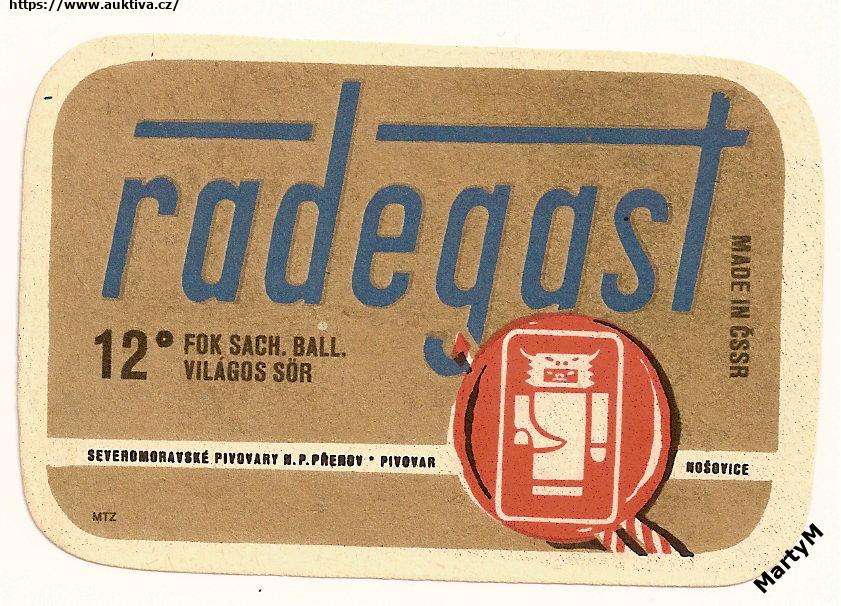 https://www.auktiva.cz/
radegast
MADE IN ČSSR
12° FOK SACH. BALL.
VILÁGOS SÖR
SEVEROMORAVSKÉ PIVOVARY N.P. PŘEROV • PIVOVAR NOŠOVICE
MTZ
MartyM